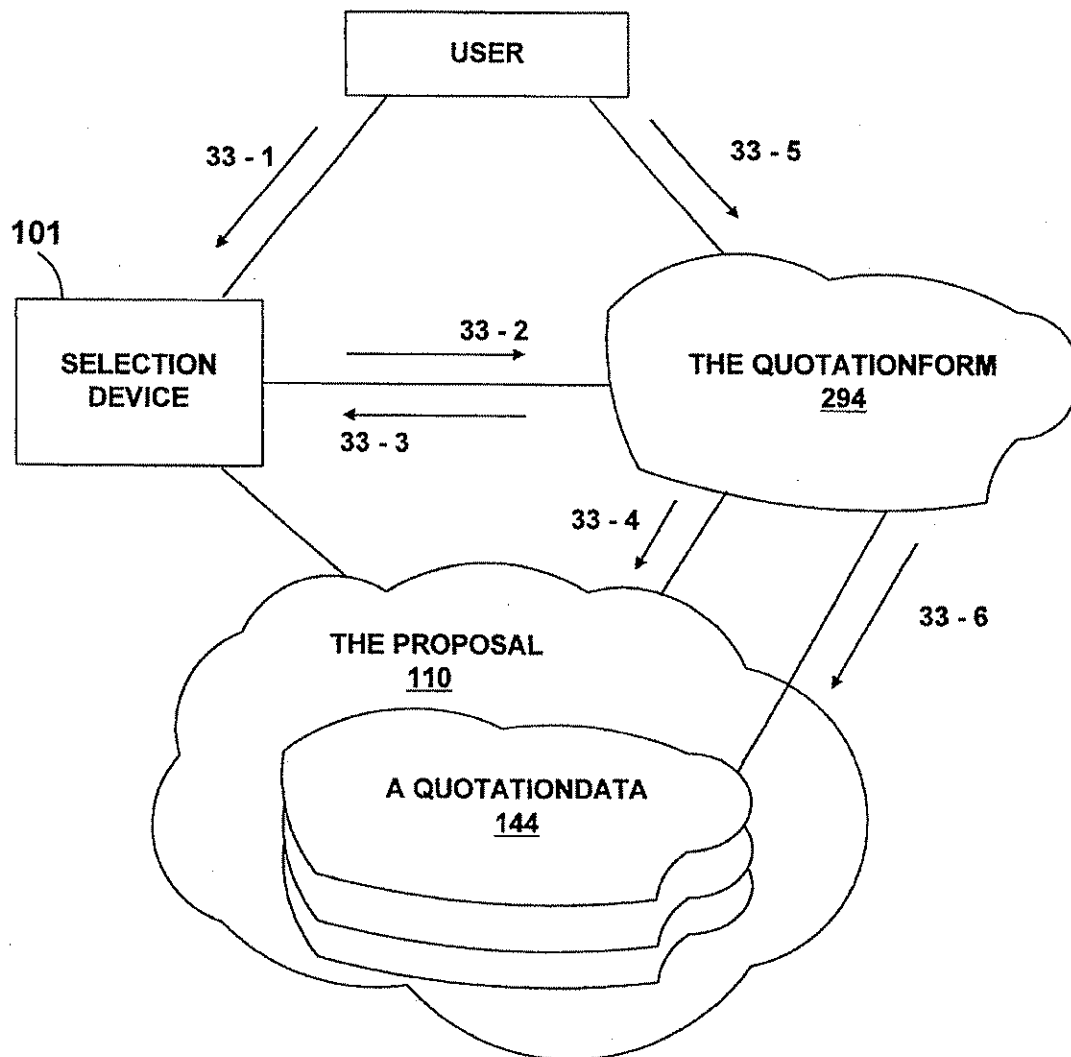 USER
33 - 1
33 - 5
101
SELECTION
DEVICE
33 - 2
33 - 3
THE QUOTATIONFORM
294
33 - 4
33 - 6
THE PROPOSAL
110
A QUOTATIONDATA
144